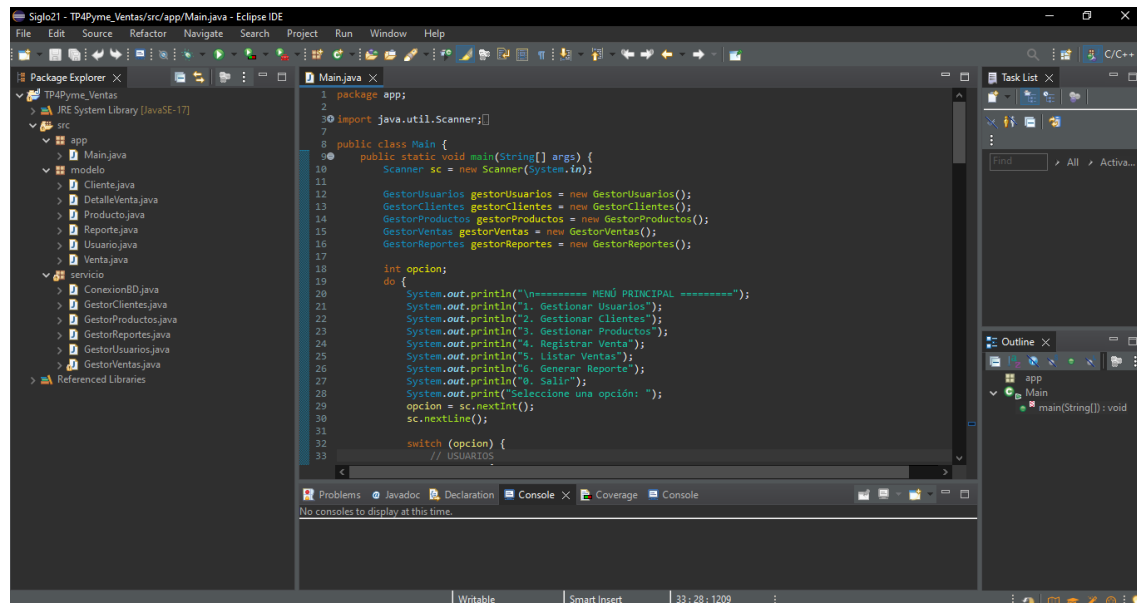 Siglo21 - TP4Pyme_Ventas/src/app/Main.java - Eclipse IDE
File Edit Source Refactor Navigate Search Project Run Window Help
C/C++
Package Explorer
TP4Pyme_Ventas
JRE System Library [JavaSE-17]
src
app
Main.java
modelo
Cliente.java
DetalleVenta.java
Producto.java
Reporte.java
Usuario.java
Venta.java
servicio
ConexionBD.java
GestorClientes.java
GestorProductos.java
GestorReportes.java
GestorUsuarios.java
GestorVentas.java
Referenced Libraries
Main.java
1 package app;
2
3 import java.util.Scanner;
7
8 public class Main {
9 public static void main(String[] args) {
10 Scanner sc = new Scanner(System.in);
11
12 GestorUsuarios gestorUsuarios = new GestorUsuarios();
13 GestorClientes gestorClientes = new GestorClientes();
14 GestorProductos gestorProductos = new GestorProductos();
15 GestorVentas gestorVentas = new GestorVentas();
16 GestorReportes gestorReportes = new GestorReportes();
17
18 int opcion;
19 do {
20 System.out.println("\n========= MENÚ PRINCIPAL =========");
21 System.out.println("1. Gestionar Usuarios");
22 System.out.println("2. Gestionar Clientes");
23 System.out.println("3. Gestionar Productos");
24 System.out.println("4. Registrar Venta");
25 System.out.println("5. Listar Ventas");
26 System.out.println("6. Generar Reporte");
27 System.out.println("0. Salir");
28 System.out.print("Seleccione una opción: ");
29 opcion = sc.nextInt();
30 sc.nextLine();
31
32 switch (opcion) {
33 // USUARIOS
Task List
Find All Activa...
Outline
app
Main
main(String[]) : void
Problems Javadoc Declaration Console Coverage Console
No consoles to display at this time.
Writable Smart Insert 33 : 28 : 1209